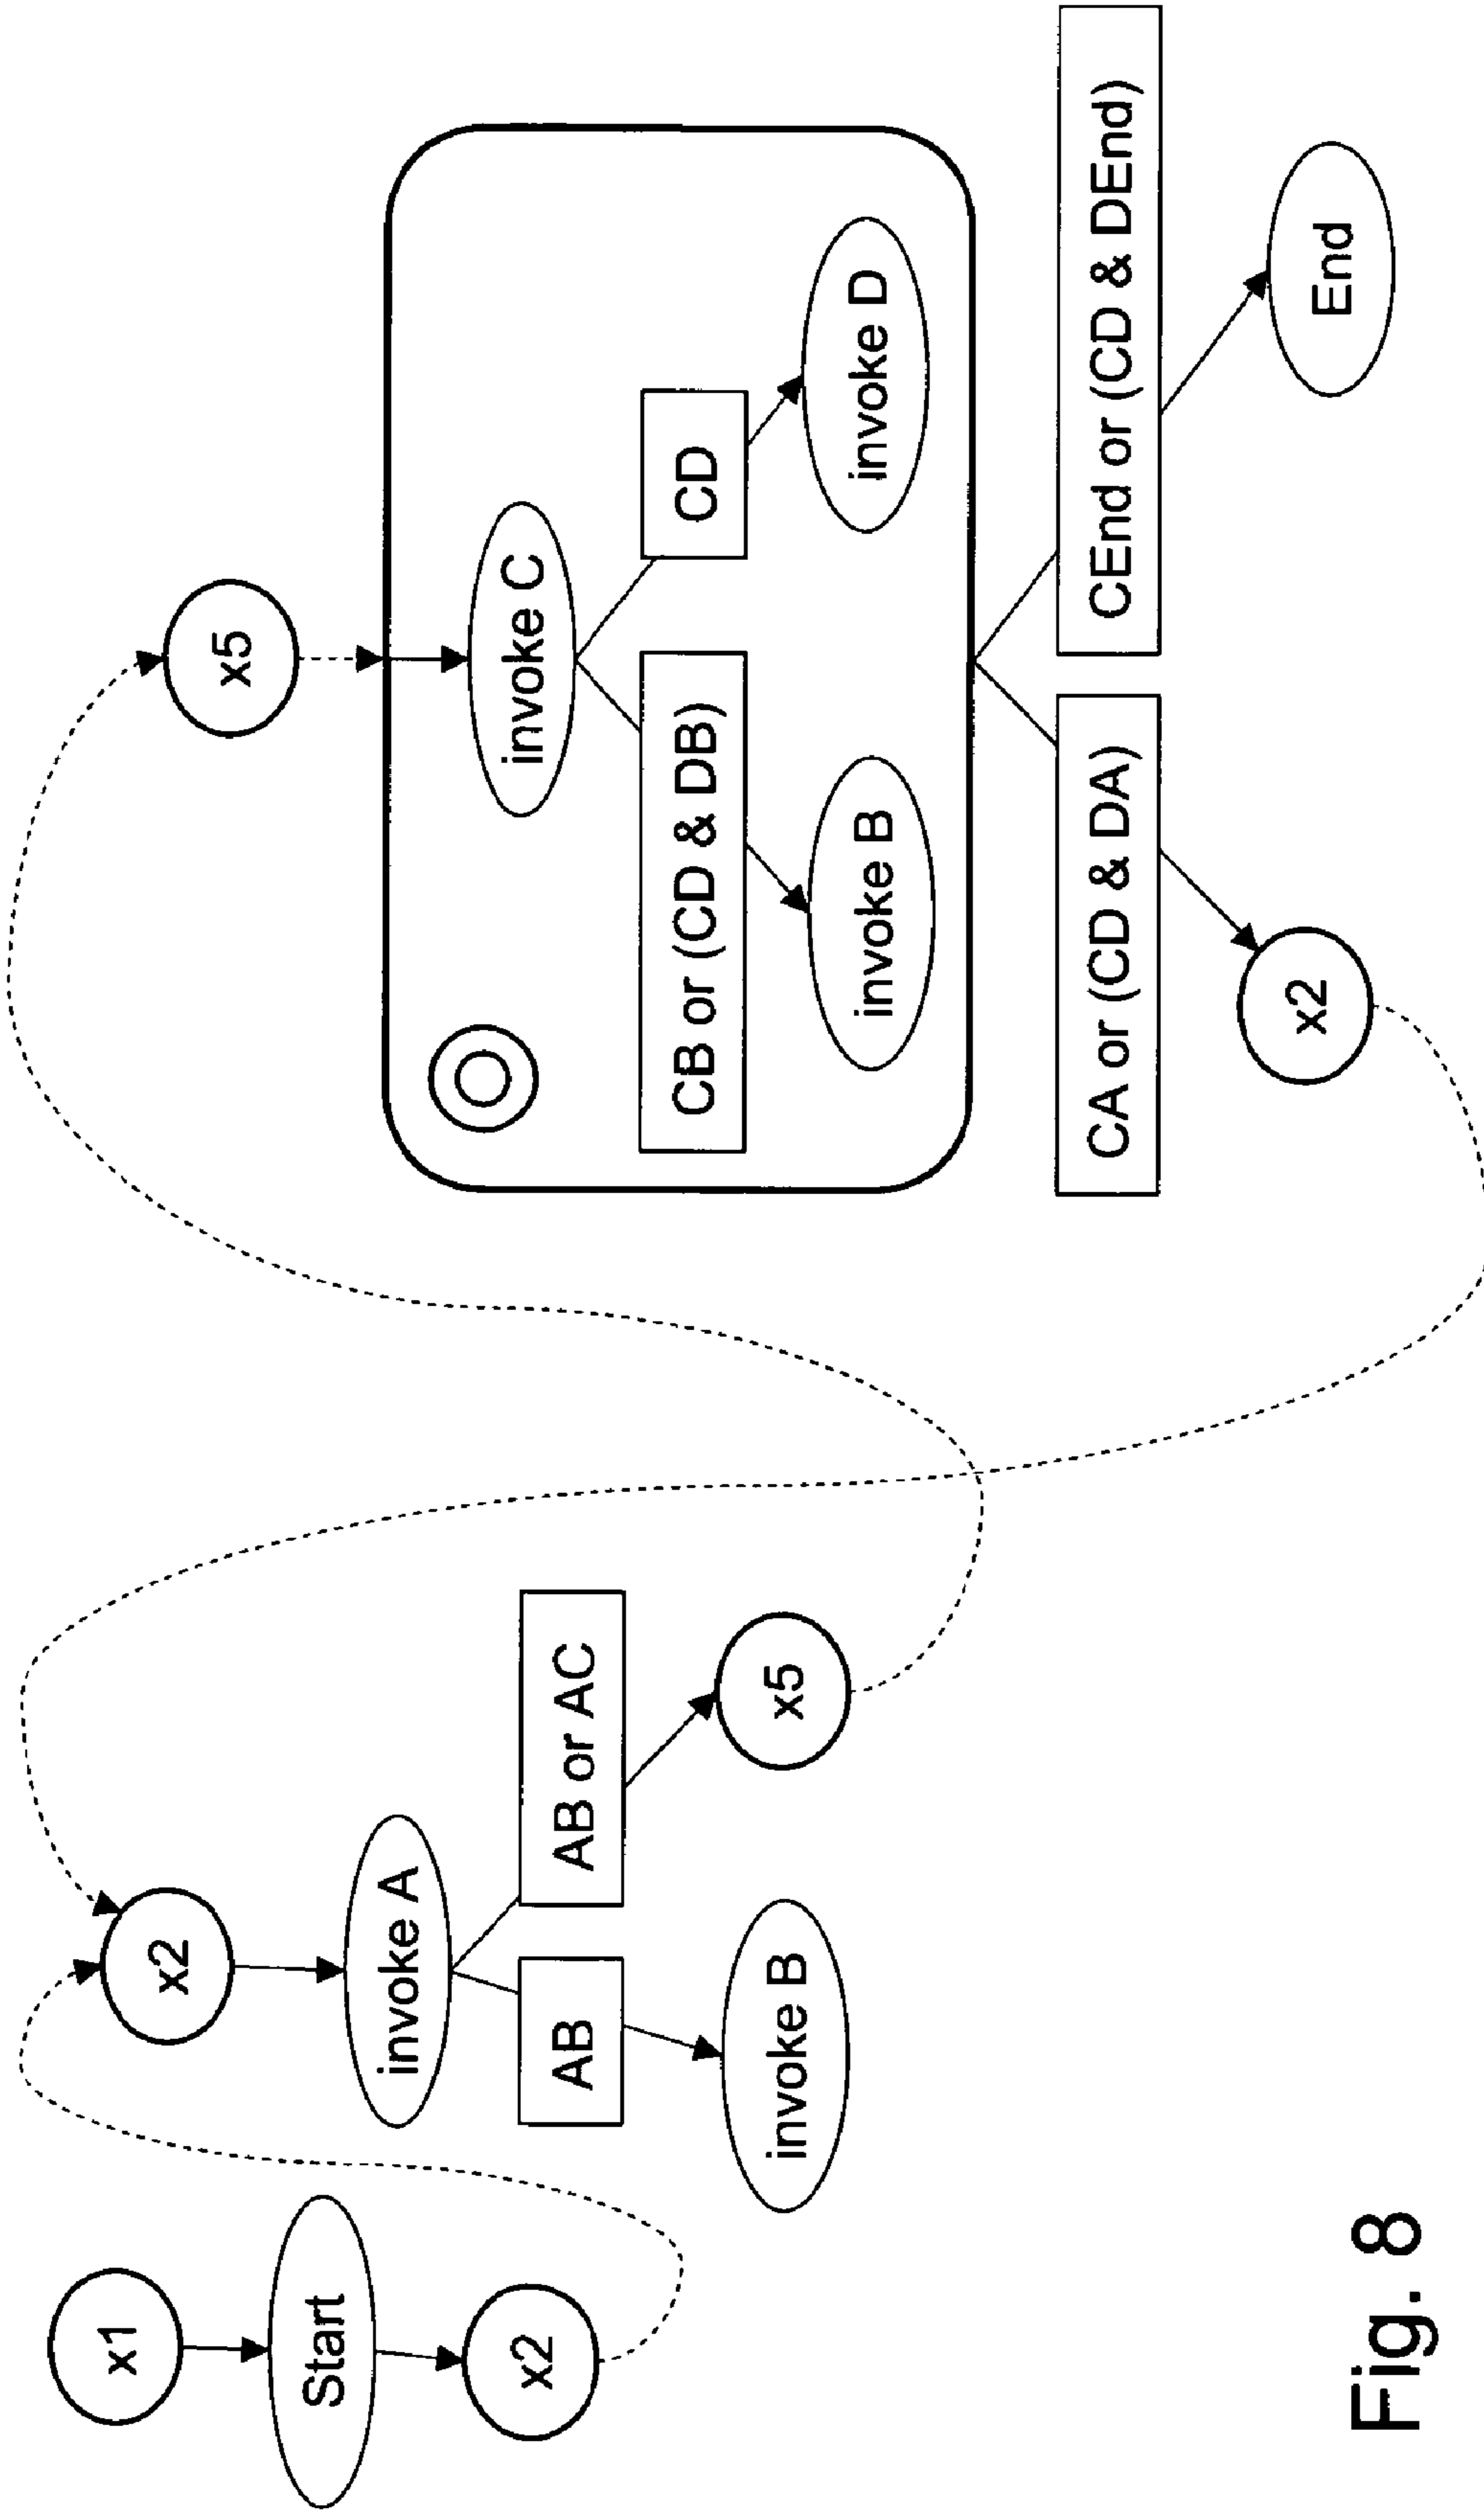 x1
Start
x2
x2
invoke A
AB
AB or AC
invoke B
x5
x5
invoke C
CB or (CD & DB)
CD
invoke B
invoke D
CA or (CD & DA)
CEnd or (CD & DEnd)
x2
End
Fig. 8